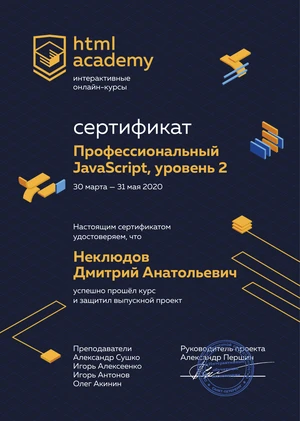 html
academy
интерактивные
онлайн-курсы
сертификат
Профессиональный
JavaScript, уровень 2
30 марта — 31 мая 2020
Настоящим сертификатом
удостоверяем, что
Неклюдов
Дмитрий Анатольевич
успешно прошёл курс
и защитил выпускной проект
Преподаватели
Александр Сушко
Игорь Алексеенко
Игорь Антонов
Олег Акинин
Руководитель проекта
Александр Першин